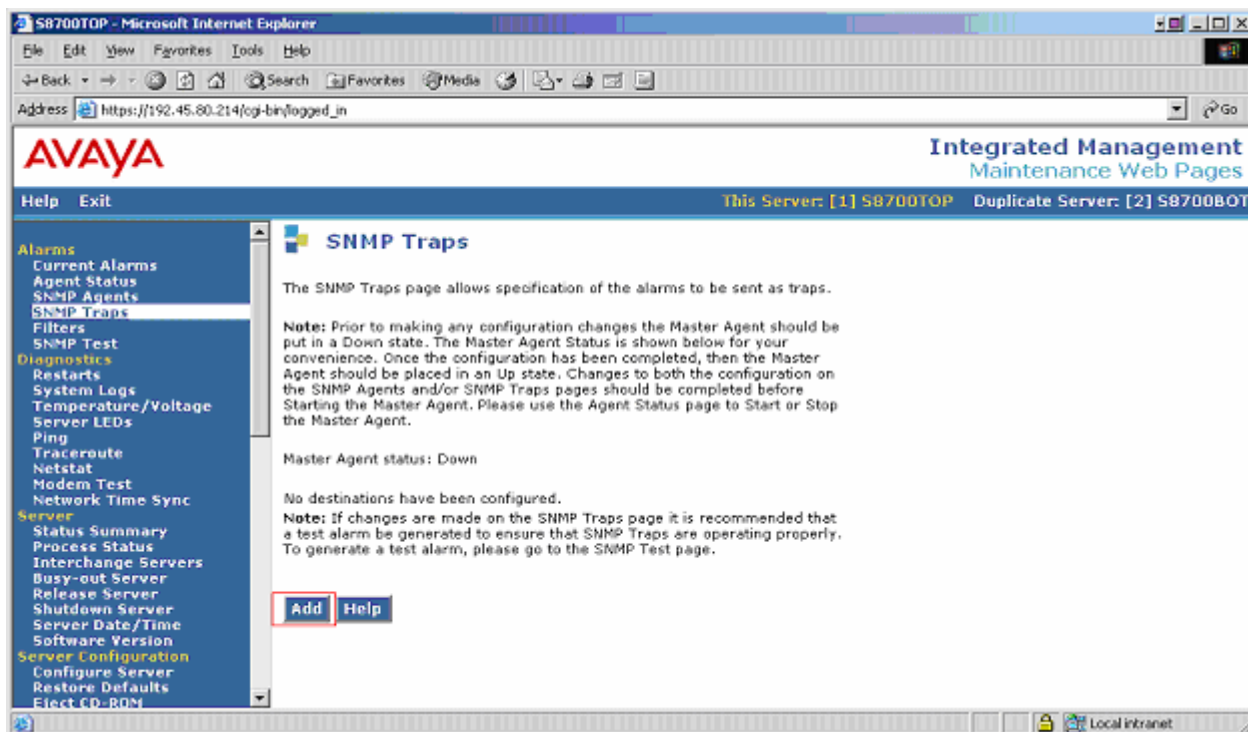 S8700TOP - Microsoft Internet Explorer
File Edit View Favorites Tools Help
Back Search Favorites Media
Address https://192.45.80.214/cgi-bin/logged_in Go
AVAYA
Integrated Management
Maintenance Web Pages
Help Exit This Server: [1] S8700TOP Duplicate Server: [2] S8700BOT
Alarms
Current Alarms
Agent Status
SNMP Agents
SNMP Traps
Filters
SNMP Test
Diagnostics
Restarts
System Logs
Temperature/Voltage
Server LEDs
Ping
Traceroute
Netstat
Modem Test
Network Time Sync
Server
Status Summary
Process Status
Interchange Servers
Busy-out Server
Release Server
Shutdown Server
Server Date/Time
Software Version
Server Configuration
Configure Server
Restore Defaults
Eject CD-ROM
SNMP Traps
The SNMP Traps page allows specification of the alarms to be sent as traps.
Note: Prior to making any configuration changes the Master Agent should be
put in a Down state. The Master Agent Status is shown below for your
convenience. Once the configuration has been completed, then the Master
Agent should be placed in an Up state. Changes to both the configuration on
the SNMP Agents and/or SNMP Traps pages should be completed before
Starting the Master Agent. Please use the Agent Status page to Start or Stop
the Master Agent.
Master Agent status: Down
No destinations have been configured.
Note: If changes are made on the SNMP Traps page it is recommended that
a test alarm be generated to ensure that SNMP Traps are operating properly.
To generate a test alarm, please go to the SNMP Test page.
Add Help
Local intranet